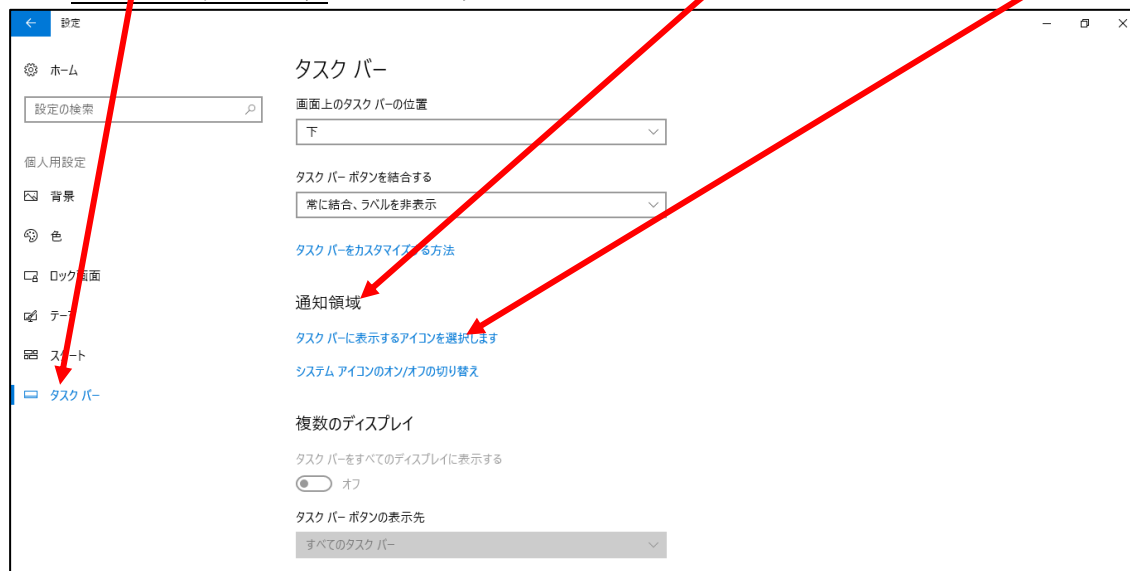 設定
ホーム
設定の検索
個人用設定
背景
色
ロック画面
テーマ
スタート
タスク バー
タスク バー
画面上のタスク バーの位置
下
タスク バー ボタンを結合する
常に結合、ラベルを非表示
タスク バーをカスタマイズする方法
通知領域
タスク バーに表示するアイコンを選択します
システム アイコンのオン/オフの切り替え
複数のディスプレイ
タスク バーをすべてのディスプレイに表示する
オフ
タスク バー ボタンの表示先
すべてのタスク バー